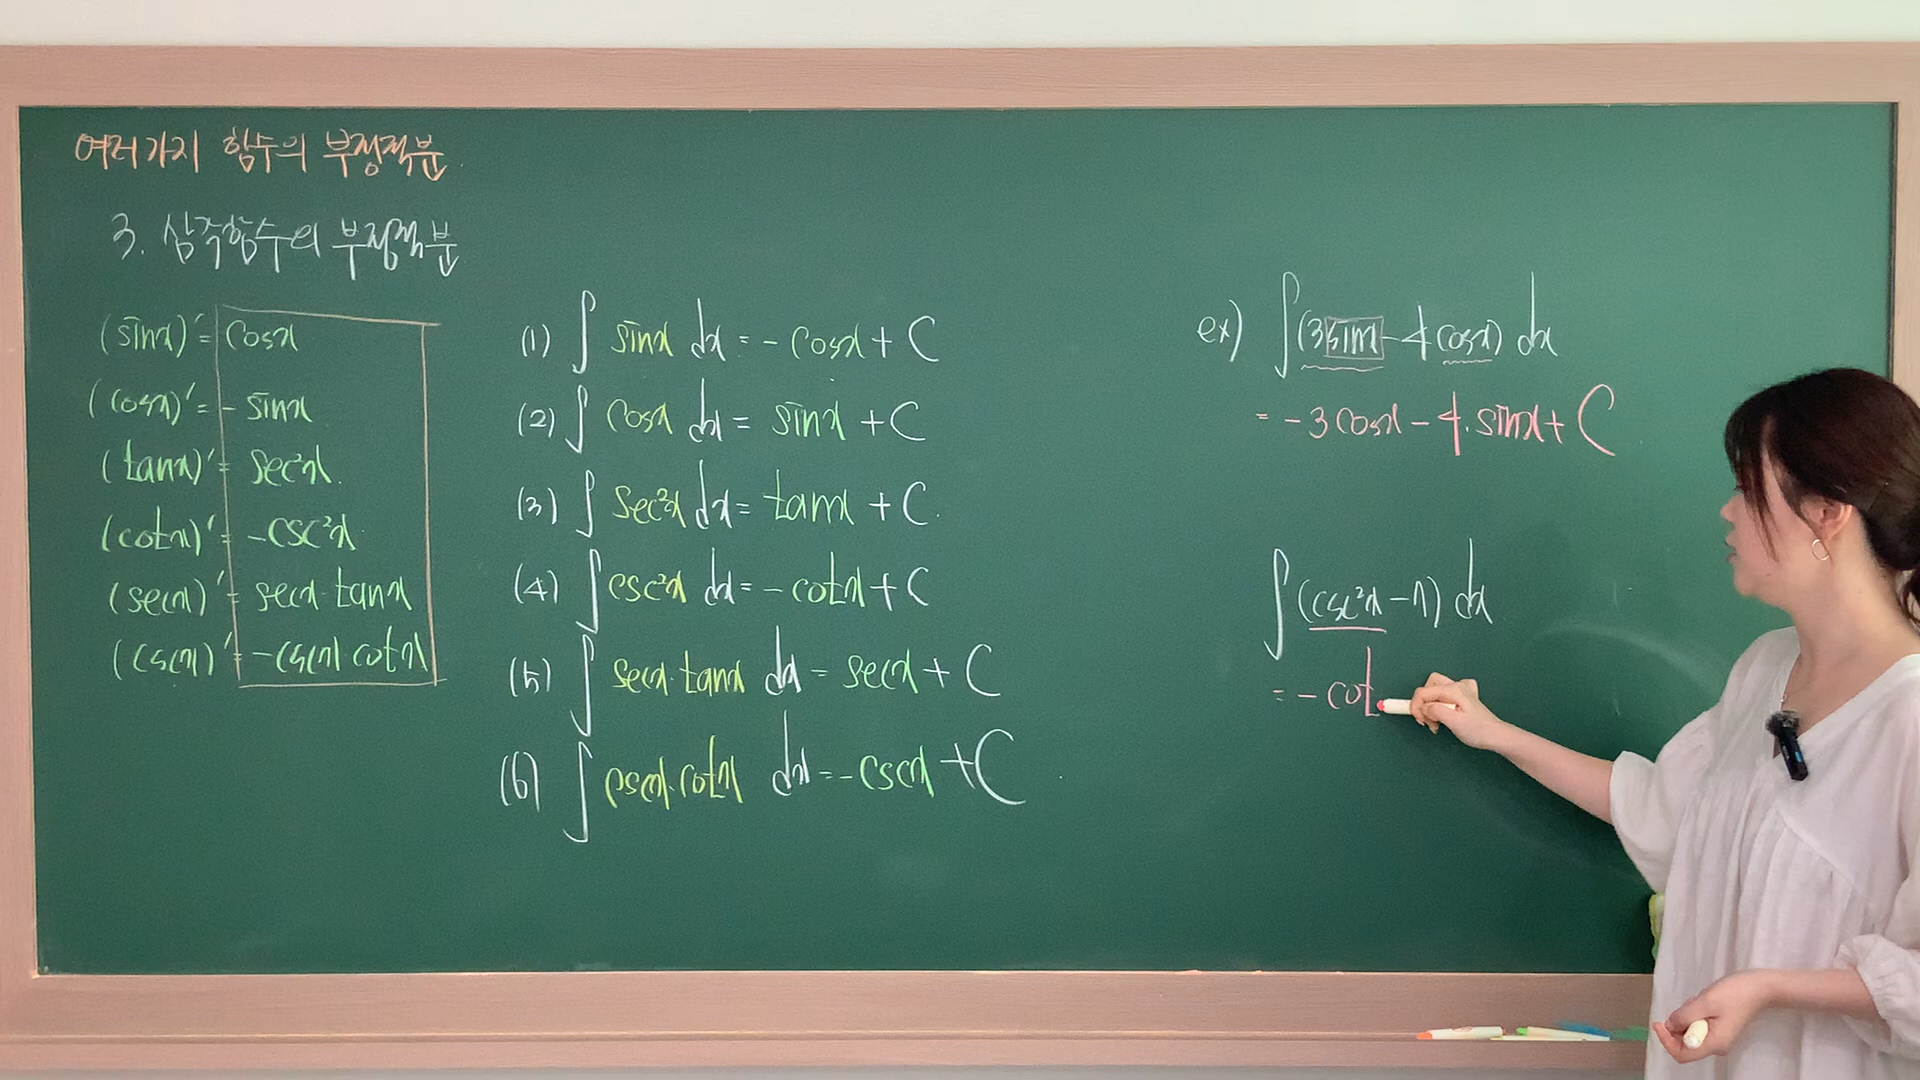 여러가지 함수의 부정적분
3. 삼각함수의 부정적분
(sinx)′= cosx
(cosx)′= - sinx
(tanx)′= sec²x
(cotx)′= -csc²x
(secx)′= secx·tanx
(cscx)′= -cscx cotx
(1) ∫ sinx dx = - cosx + C
(2) ∫ cosx dx = sinx + C
(3) ∫ sec²x dx = tanx + C
(4) ∫ csc²x dx = - cotx + C
(5) ∫ secx·tanx dx = secx + C
(6) ∫ cscx·cotx dx = - cscx + C
ex) ∫(3sinx - 4cosx) dx
= -3cosx - 4·sinx + C
∫(csc²x - 1) dx
= - cot